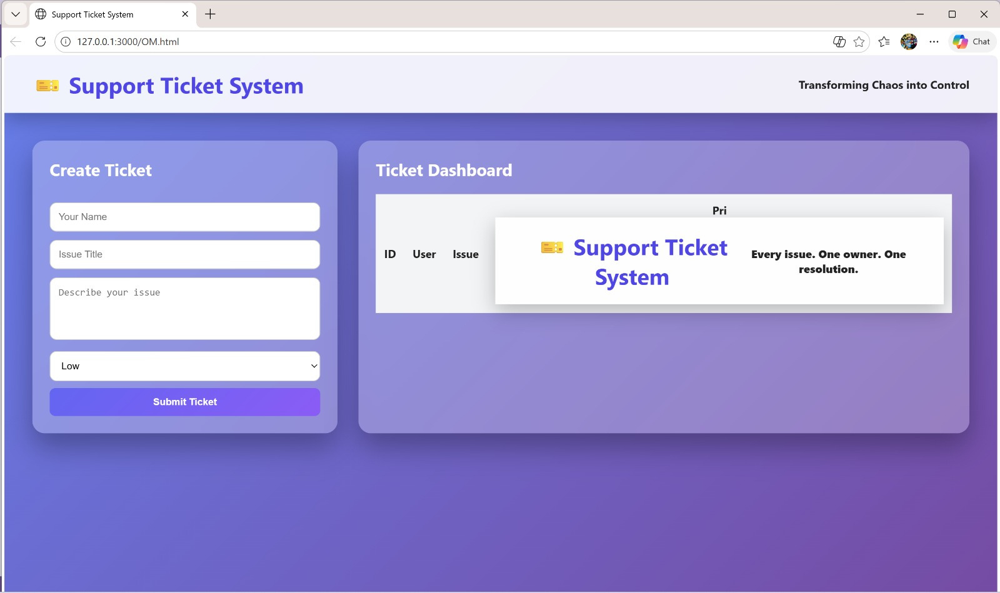 Support Ticket System
127.0.0.1:3000/OM.html
Chat
Support Ticket System
Transforming Chaos into Control
Create Ticket
Your Name
Issue Title
Describe your issue
Low
Submit Ticket
Ticket Dashboard
ID
User
Issue
Pri
Support Ticket
System
Every issue. One owner. One
resolution.